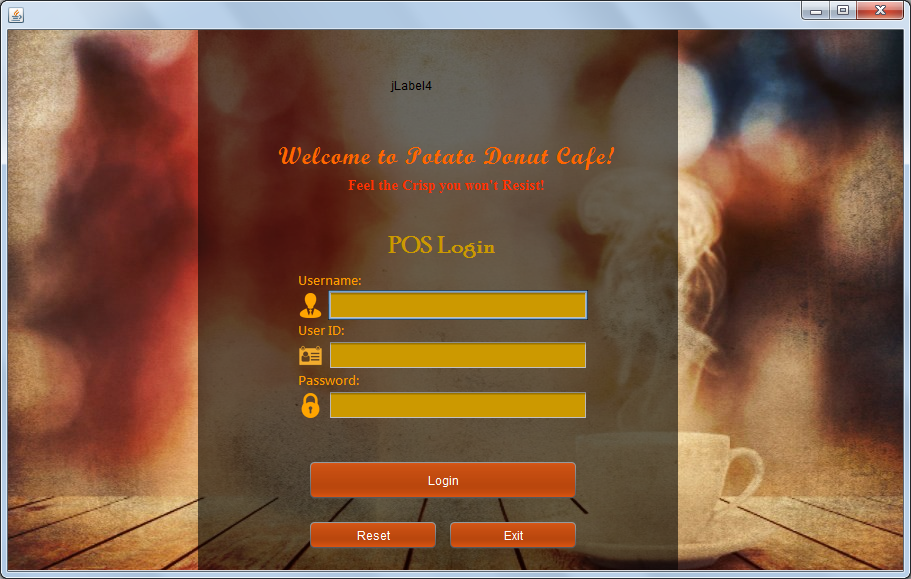 jLabel4
Welcome to Potato Donut Cafe!
Feel the Crisp you won't Resist!
POS Login
Username:
User ID:
Password:
Login
Reset Exit